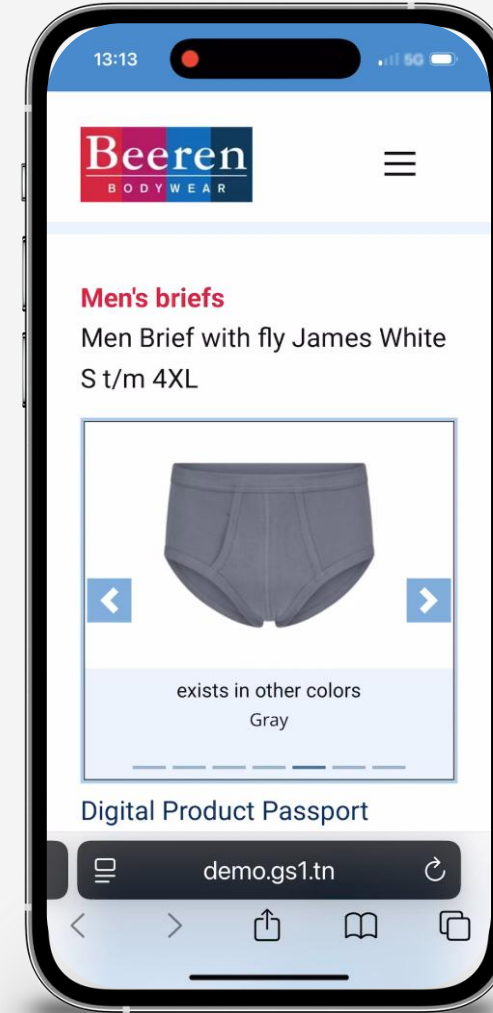 13:13
5G
Beeren
BODYWEAR
Men's briefs
Men Brief with fly James White
S t/m 4XL
exists in other colors
Gray
Digital Product Passport
demo.gs1.tn